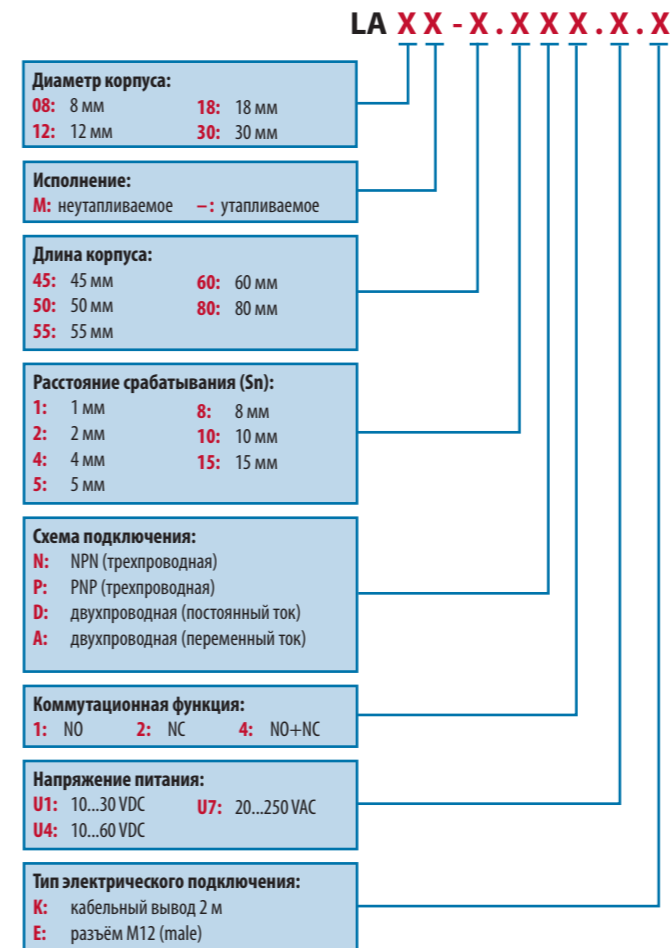 LA X X - X . X X X . X . X
Диаметр корпуса:
08: 8 мм 18: 18 мм
12: 12 мм 30: 30 мм
Исполнение:
М: неутапливаемое –: утапливаемое
Длина корпуса:
45: 45 мм 60: 60 мм
50: 50 мм 80: 80 мм
55: 55 мм
Расстояние срабатывания (Sn):
1: 1 мм 8: 8 мм
2: 2 мм 10: 10 мм
4: 4 мм 15: 15 мм
5: 5 мм
Схема подключения:
N: NPN (трехпроводная)
P: PNP (трехпроводная)
D: двухпроводная (постоянный ток)
A: двухпроводная (переменный ток)
Коммутационная функция:
1: NO 2: NC 4: NO+NC
Напряжение питания:
U1: 10...30 VDC U7: 20...250 VAC
U4: 10...60 VDC
Тип электрического подключения:
K: кабельный вывод 2 м
E: разъём М12 (male)